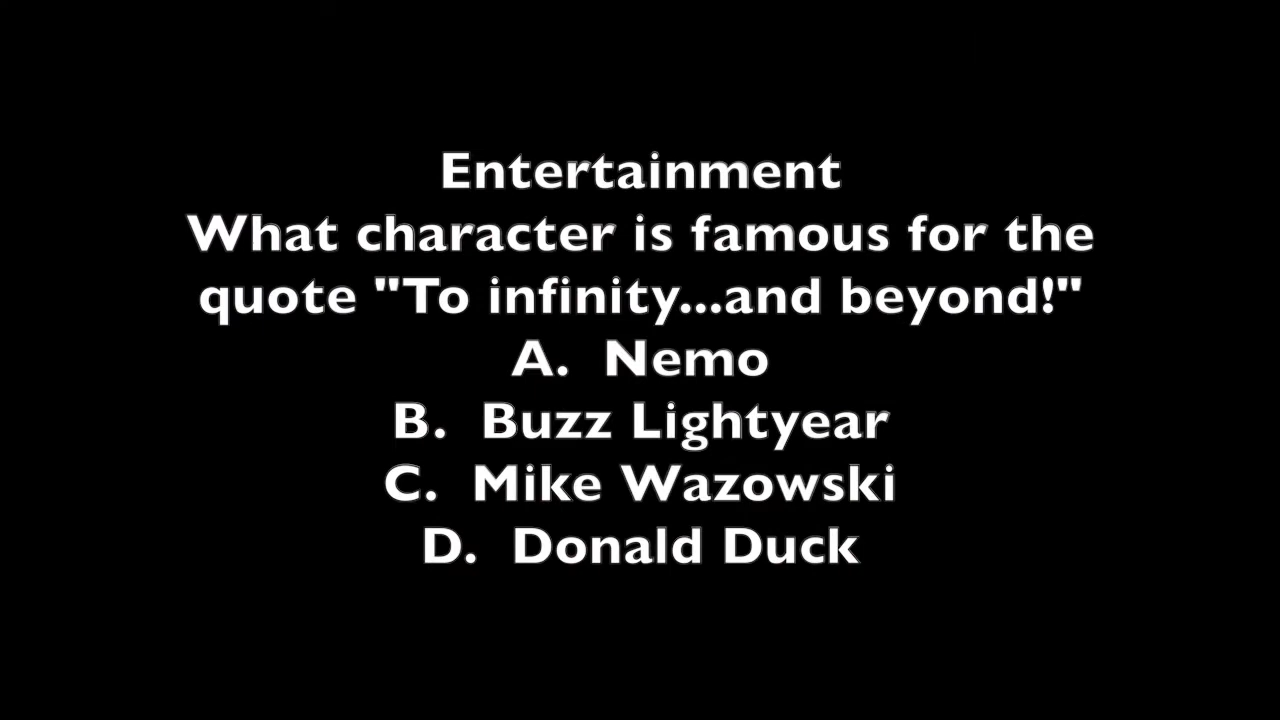 Entertainment
What character is famous for the
quote "To infinity...and beyond!"
A.  Nemo
B.  Buzz Lightyear
C.  Mike Wazowski
D.  Donald Duck